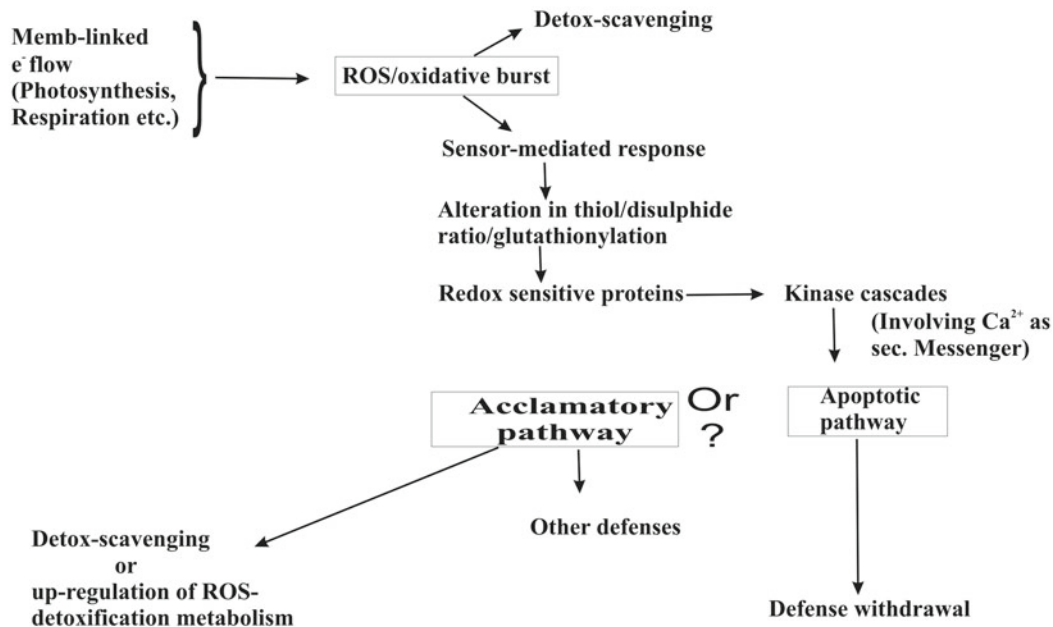 Detox-scavenging
Memb-linked
e⁻ flow
(Photosynthesis,
Respiration etc.)
ROS/oxidative burst
Sensor-mediated response
Alteration in thiol/disulphide
ratio/glutathionylation
Redox sensitive proteins
Kinase cascades
(Involving Ca²⁺ as
sec. Messenger)
Acclamatory
pathway
Or
?
Apoptotic
pathway
Other defenses
Detox-scavenging
or
up-regulation of ROS-
detoxification metabolism
Defense withdrawal